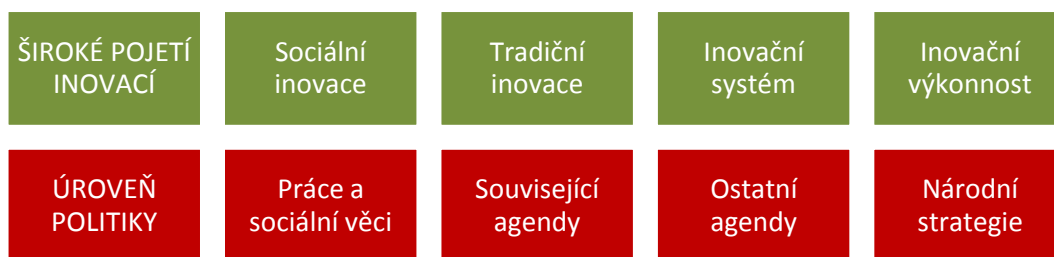 ŠIROKÉ POJETÍ
INOVACÍ
Sociální
inovace
Tradiční
inovace
Inovační
systém
Inovační
výkonnost
ÚROVEŇ
POLITIKY
Práce a
sociální věci
Související
agendy
Ostatní
agendy
Národní
strategie